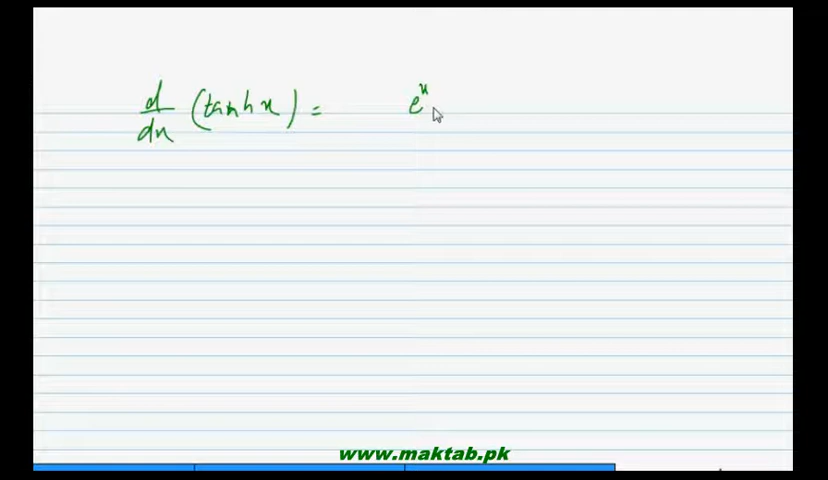 d/dx (tanh x) = e^x
www.maktab.pk